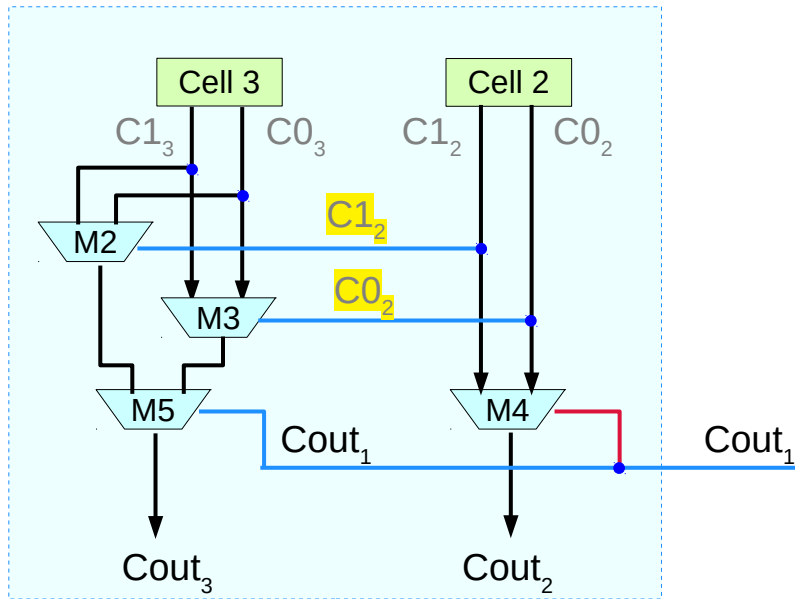 Cell 3
Cell 2
C1₃
C0₃
C1₂
C0₂
C1₂
M2
C0₂
M3
M5
M4
Cout₁
Cout₁
Cout₃
Cout₂